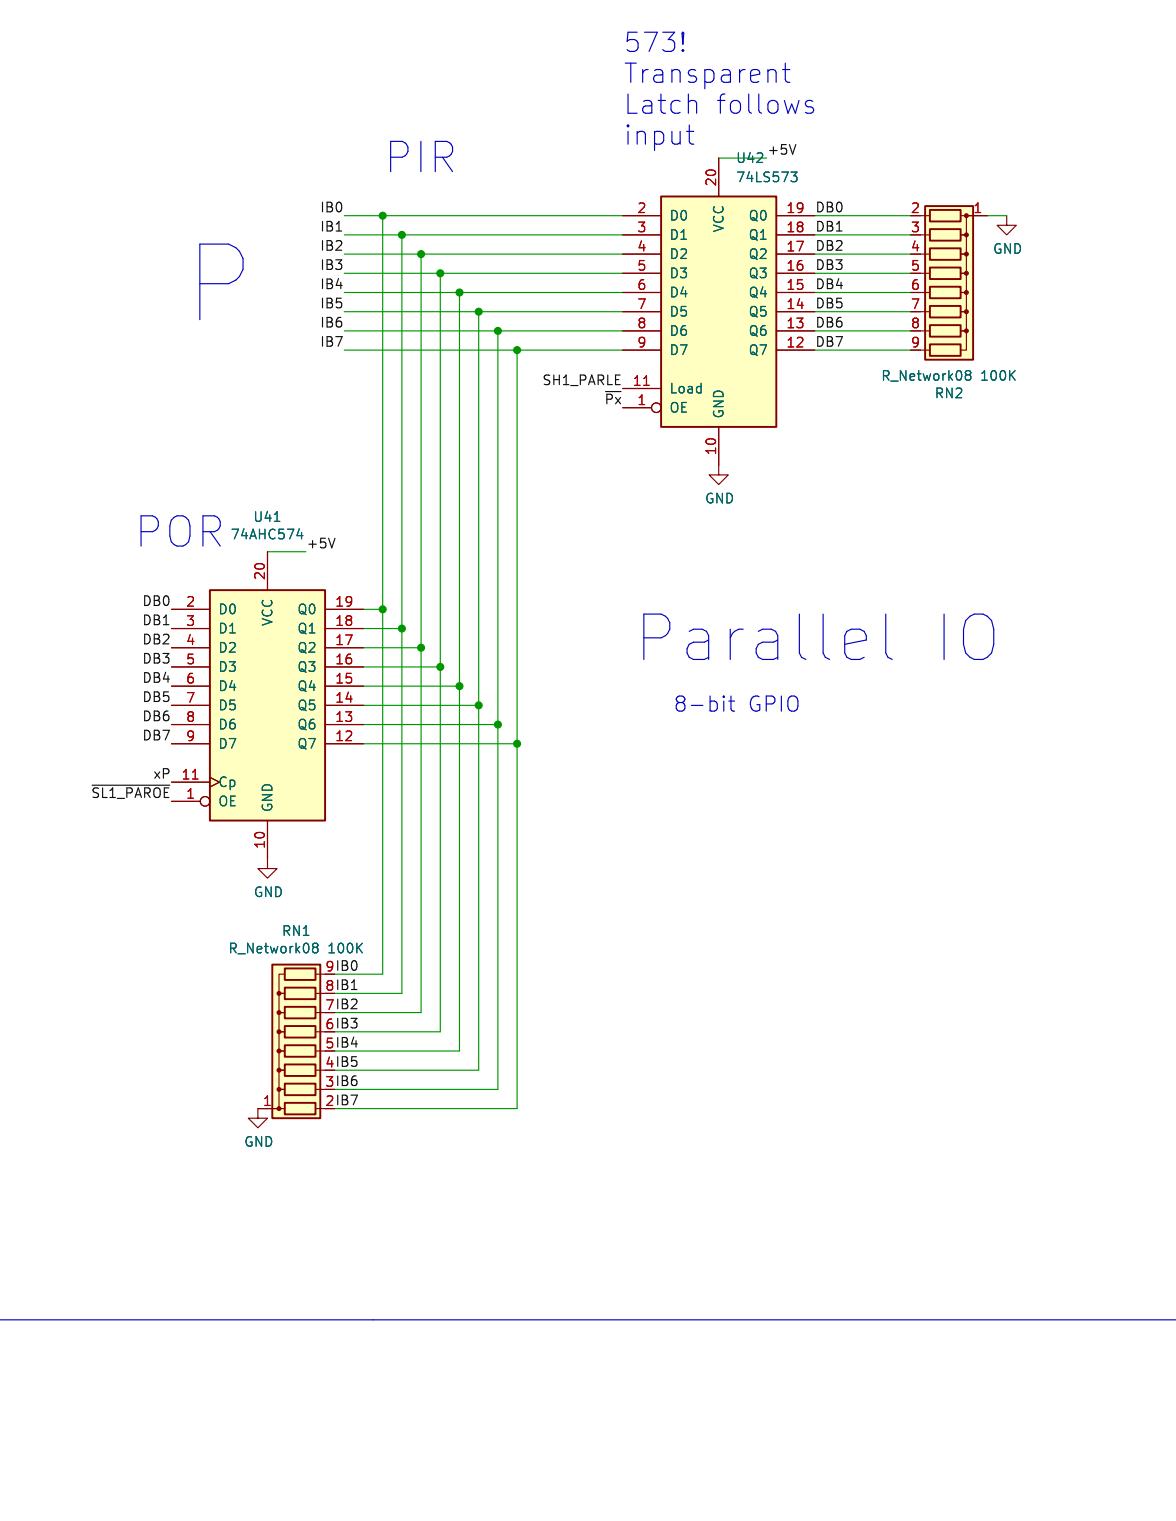 573!
Transparent
Latch follows
input
PIR
P
U42
+5V
74LS573
20
VCC
IB0 2 D0 Q0 19 DB0 2 1
IB1 3 D1 Q1 18 DB1 3
IB2 4 D2 Q2 17 DB2 4 GND
IB3 5 D3 Q3 16 DB3 5
IB4 6 D4 Q4 15 DB4 6
IB5 7 D5 Q5 14 DB5 7
IB6 8 D6 Q6 13 DB6 8
IB7 9 D7 Q7 12 DB7 9
R_Network08 100K
RN2
SH1_PARLE 11 Load
Px 1 OE
GND
10
GND
POR
U41
74AHC574
+5V
20
VCC
DB0 2 D0 Q0 19
DB1 3 D1 Q1 18
DB2 4 D2 Q2 17
DB3 5 D3 Q3 16
DB4 6 D4 Q4 15
DB5 7 D5 Q5 14
DB6 8 D6 Q6 13
DB7 9 D7 Q7 12
xP 11 Cp
SL1_PAROE 1 OE
GND
10
GND
Parallel IO
8-bit GPIO
RN1
R_Network08 100K
9 IB0
8 IB1
7 IB2
6 IB3
5 IB4
4 IB5
3 IB6
1 2 IB7
GND